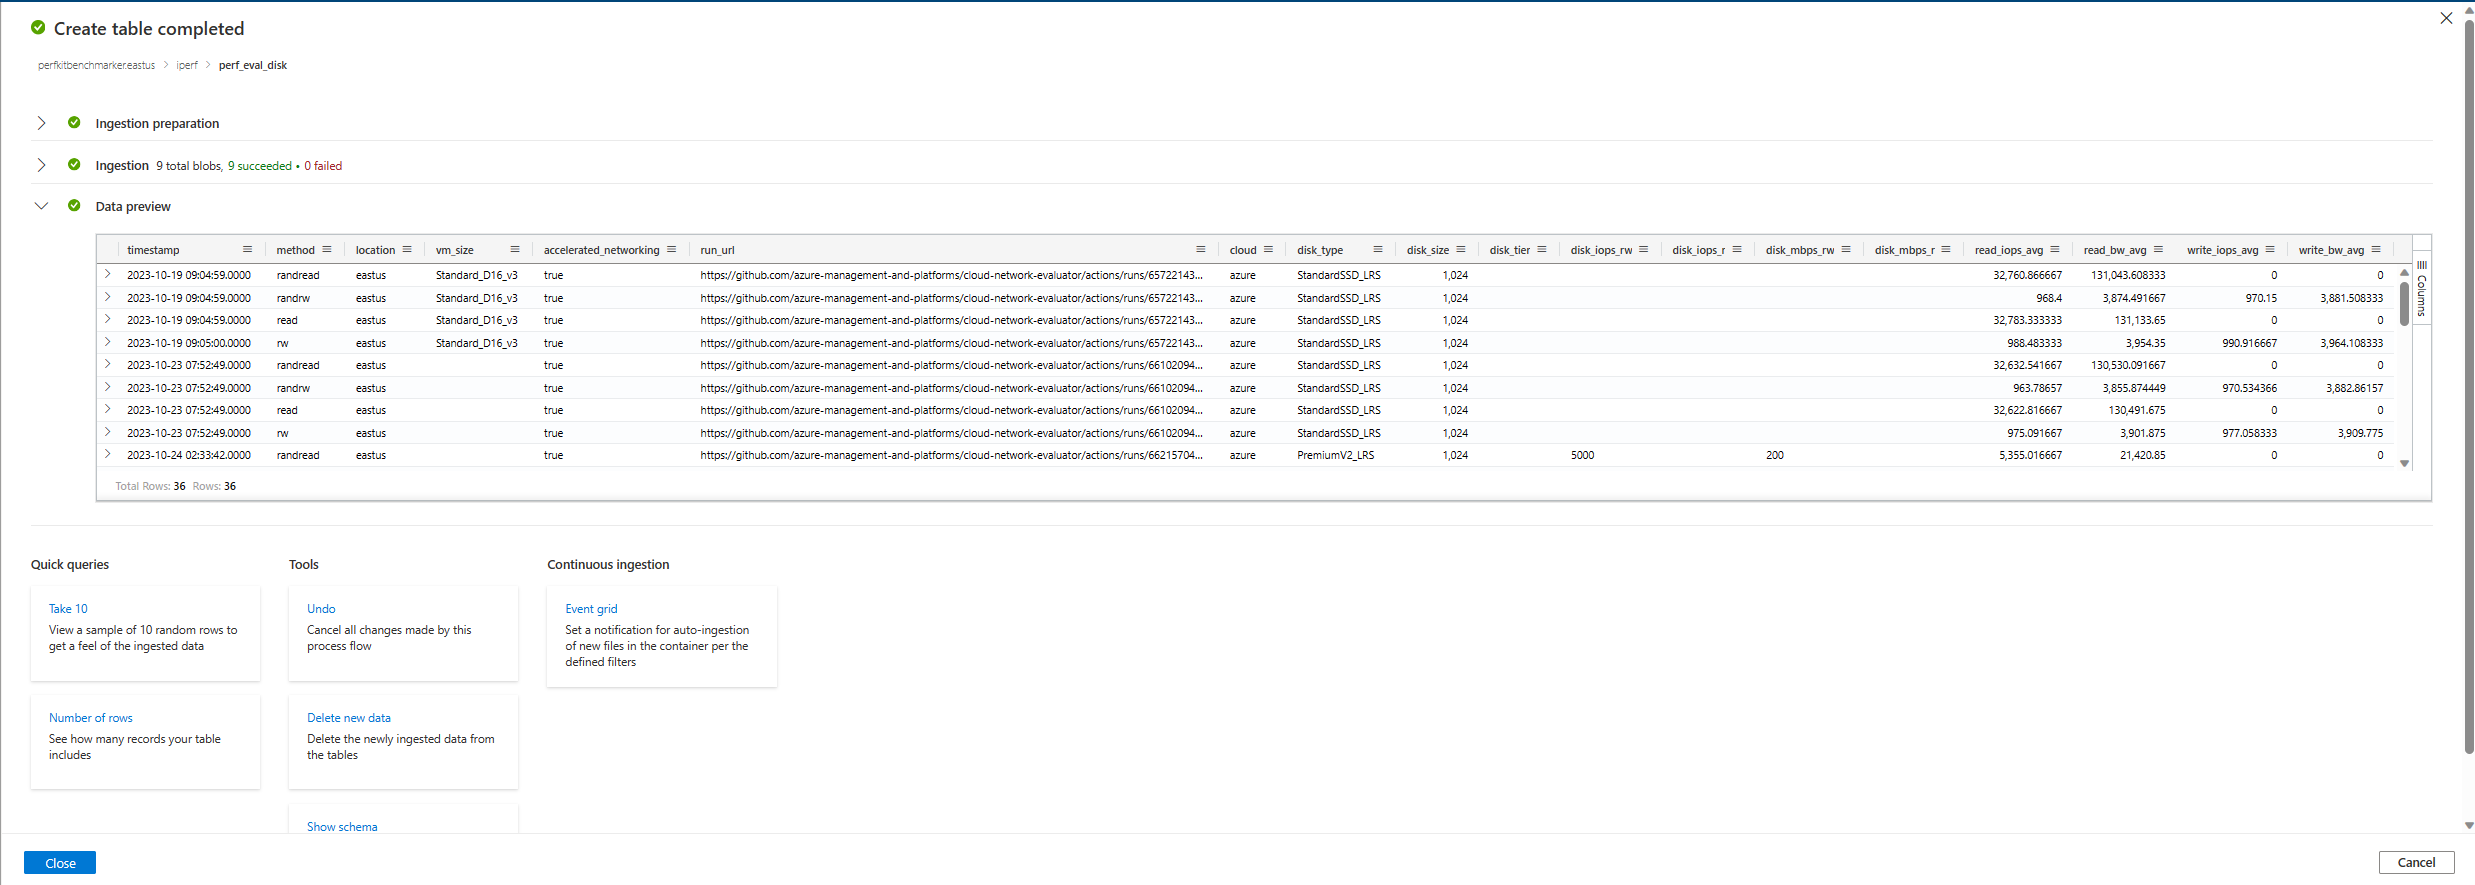 Create table completed
perfkitbenchmarker.eastus > iperf > perf_eval_disk
Ingestion preparation
Ingestion 9 total blobs, 9 succeeded • 0 failed
Data preview
timestamp method location vm_size accelerated_networking run_url cloud disk_type disk_size disk_tier disk_iops_rw disk_iops_r disk_mbps_rw disk_mbps_r read_iops_avg read_bw_avg write_iops_avg write_bw_avg
2023-10-19 09:04:59.0000 randread eastus Standard_D16_v3 true https://github.com/azure-management-and-platforms/cloud-network-evaluator/actions/runs/65722143... azure StandardSSD_LRS 1,024 32,760.866667 131,043.608333 0 0
2023-10-19 09:04:59.0000 randrw eastus Standard_D16_v3 true https://github.com/azure-management-and-platforms/cloud-network-evaluator/actions/runs/65722143... azure StandardSSD_LRS 1,024 968.4 3,874.491667 970.15 3,881.508333
2023-10-19 09:04:59.0000 read eastus Standard_D16_v3 true https://github.com/azure-management-and-platforms/cloud-network-evaluator/actions/runs/65722143... azure StandardSSD_LRS 1,024 32,783.333333 131,133.65 0 0
2023-10-19 09:05:00.0000 rw eastus Standard_D16_v3 true https://github.com/azure-management-and-platforms/cloud-network-evaluator/actions/runs/65722143... azure StandardSSD_LRS 1,024 988.483333 3,954.35 990.916667 3,964.108333
2023-10-23 07:52:49.0000 randread eastus true https://github.com/azure-management-and-platforms/cloud-network-evaluator/actions/runs/66102094... azure StandardSSD_LRS 1,024 32,632.541667 130,530.091667 0 0
2023-10-23 07:52:49.0000 randrw eastus true https://github.com/azure-management-and-platforms/cloud-network-evaluator/actions/runs/66102094... azure StandardSSD_LRS 1,024 963.78657 3,855.874449 970.534366 3,882.86157
2023-10-23 07:52:49.0000 read eastus true https://github.com/azure-management-and-platforms/cloud-network-evaluator/actions/runs/66102094... azure StandardSSD_LRS 1,024 32,622.816667 130,491.675 0 0
2023-10-23 07:52:49.0000 rw eastus true https://github.com/azure-management-and-platforms/cloud-network-evaluator/actions/runs/66102094... azure StandardSSD_LRS 1,024 975.091667 3,901.875 977.058333 3,909.775
2023-10-24 02:33:42.0000 randread eastus true https://github.com/azure-management-and-platforms/cloud-network-evaluator/actions/runs/66215704... azure PremiumV2_LRS 1,024 5000 200 5,355.016667 21,420.85 0 0
Columns
Total Rows: 36 Rows: 36
Quick queries
Take 10
View a sample of 10 random rows to
get a feel of the ingested data
Number of rows
See how many records your table
includes
Tools
Undo
Cancel all changes made by this
process flow
Delete new data
Delete the newly ingested data from
the tables
Show schema
Continuous ingestion
Event grid
Set a notification for auto-ingestion
of new files in the container per the
defined filters
Close
Cancel